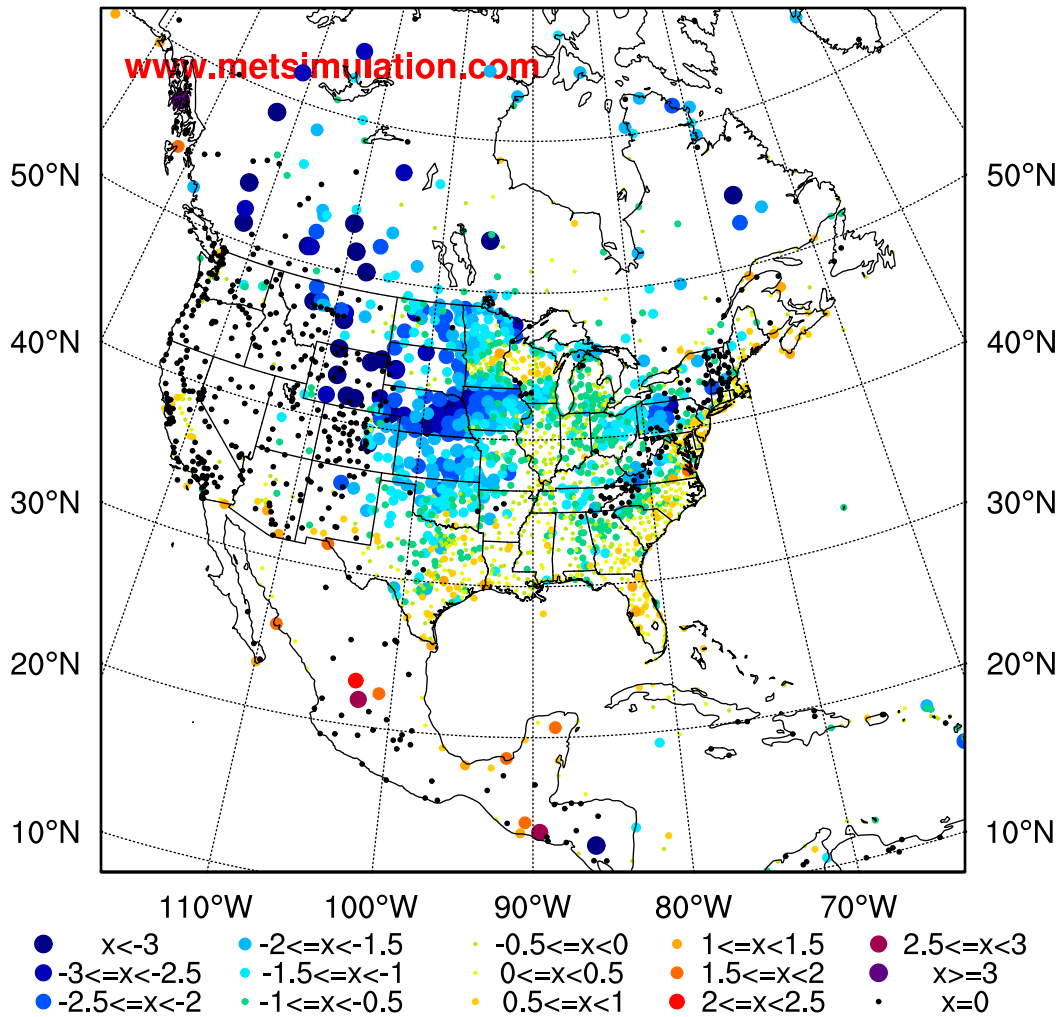 www.metsimulation.com
50°N 50°N
40°N 40°N
30°N 30°N
20°N 20°N
10°N 10°N
110°W 100°W 90°W 80°W 70°W
x<-3 -2<=x<-1.5 -0.5<=x<0 1<=x<1.5 2.5<=x<3
-3<=x<-2.5 -1.5<=x<-1 0<=x<0.5 1.5<=x<2 x>=3
-2.5<=x<-2 -1<=x<-0.5 0.5<=x<1 2<=x<2.5 x=0